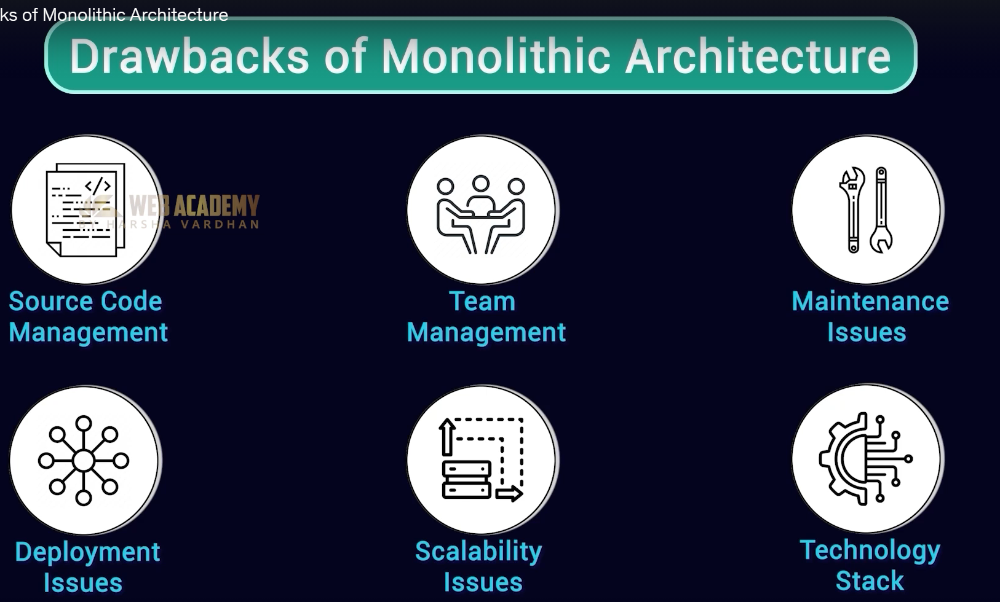 ks of Monolithic Architecture
Drawbacks of Monolithic Architecture
</>
WEB ACADEMY
BY HARSHA VARDHAN
Source Code
Management
Team
Management
Maintenance
Issues
Deployment
Issues
Scalability
Issues
Technology
Stack